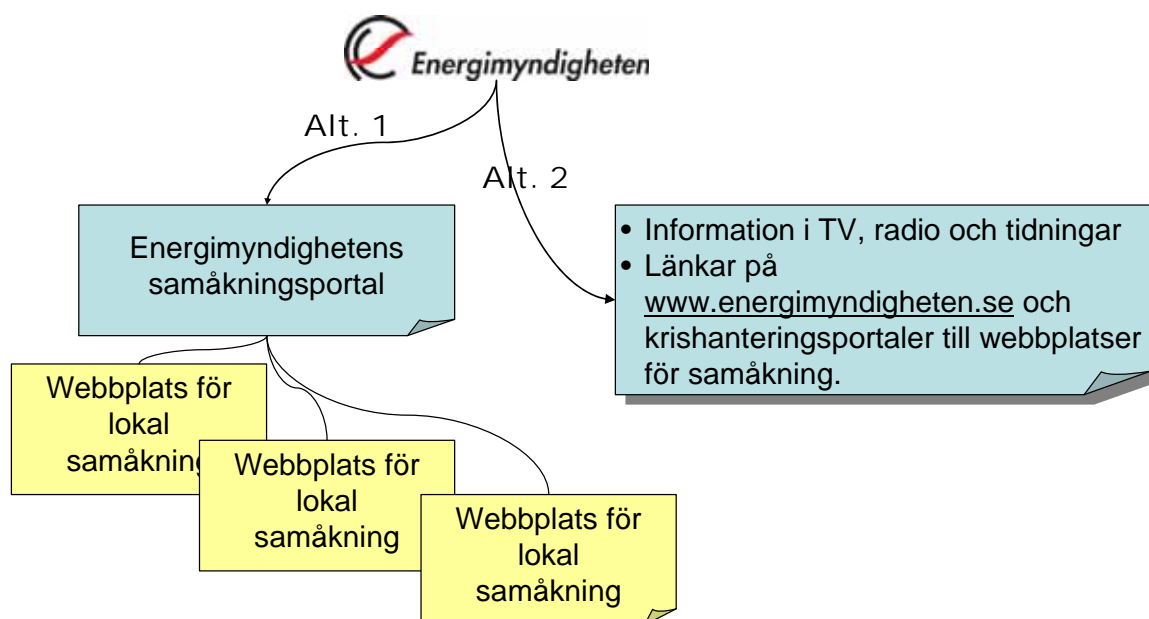 Energimyndigheten
Alt. 1
Alt. 2
Energimyndighetens
samåkningsportal
• Information i TV, radio och tidningar
• Länkar på
www.energimyndigheten.se och
krishanteringsportaler till webbplatser
för samåkning.
Webbplats för
lokal
samåkning
Webbplats för
lokal
samåkning
Webbplats för
lokal
samåkning